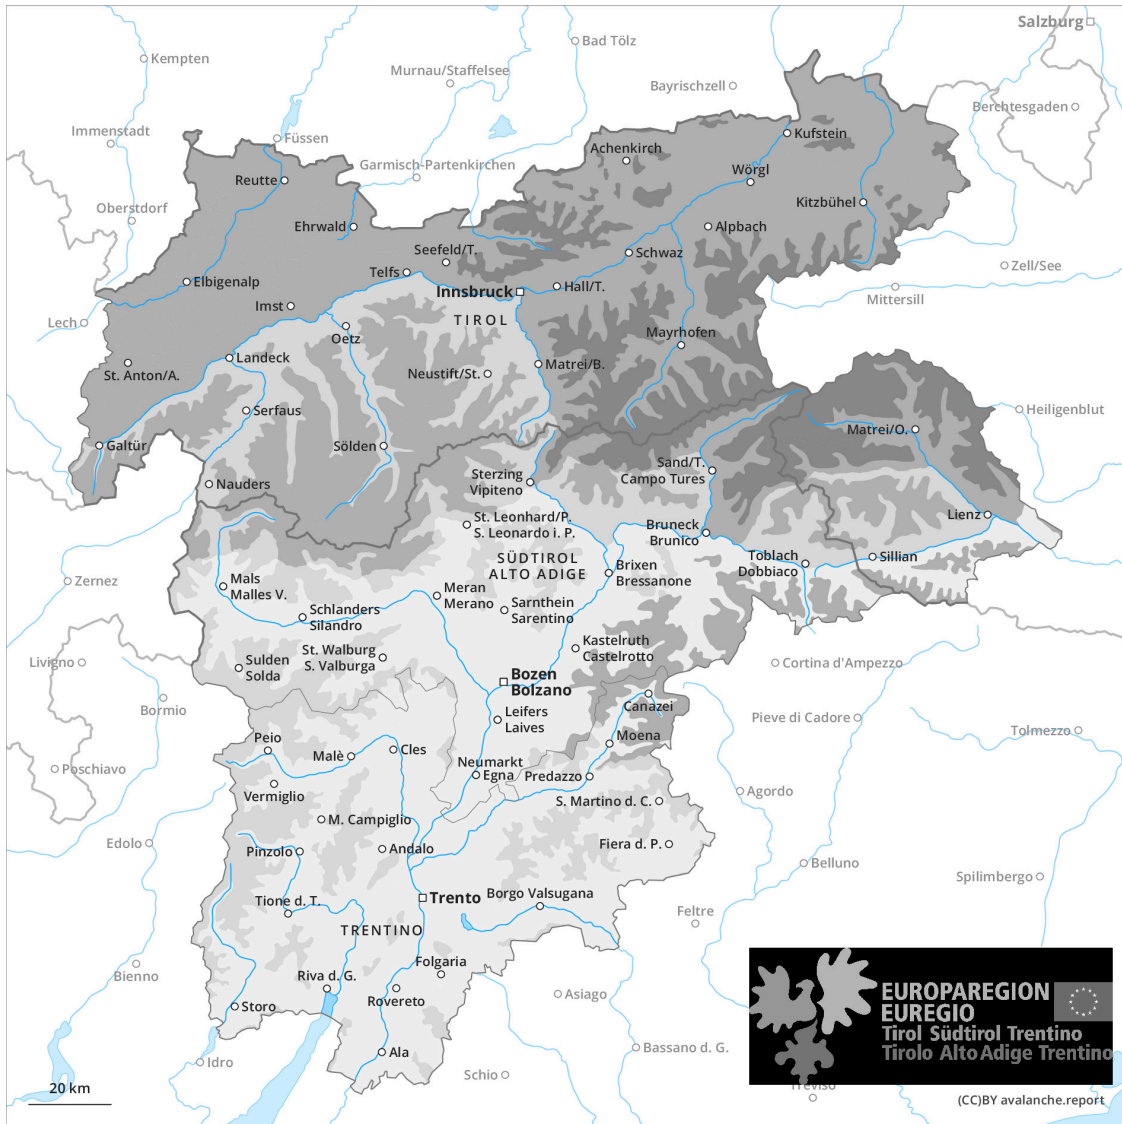 Salzburg
Bad Tölz
Kempten
Murnau/Staffelsee
Bayrischzell
Berchtesgaden
Immenstadt
Füssen
Kufstein
Achenkirch
Garmisch-Partenkirchen
Wörgl
Reutte
Oberstdorf
Kitzbühel
Ehrwald
Alpbach
Seefeld/T.
Schwaz
Zell/See
Telfs
Elbigenalp
Hall/T.
Innsbruck
Mittersill
Imst
TIROL
Lech
Oetz
Mayrhofen
Landeck
Matrei/B.
St. Anton/A.
Neustift/St.
Serfaus
Heiligenblut
Matrei/O.
Galtür
Sölden
Sand/T.
Campo Tures
Sterzing
Vipiteno
Nauders
Lienz
St. Leonhard/P.
S. Leonardo i. P.
Bruneck
Brunico
SÜDTIROL
ALTO ADIGE
Toblach
Dobbiaco
Sillian
Brixen
Bressanone
Zernez
Mals
Malles V.
Meran
Merano
Sarnthein
Sarentino
Schlanders
Silandro
Kastelruth
Castelrotto
St. Walburg
S. Valburga
Livigno
Sulden
Solda
Cortina d'Ampezzo
Bozen
Bolzano
Bormio
Canazei
Leifers
Laives
Pieve di Cadore
Tolmezzo
Peio
Moena
Malè
Cles
Neumarkt
Egna
Predazzo
Poschiavo
Vermiglio
Agordo
S. Martino d. C.
M. Campiglio
Edolo
Pinzolo
Andalo
Fiera d. P.
Belluno
Spilimbergo
Borgo Valsugana
Tione d. T.
Trento
Feltre
TRENTINO
Folgaria
Bienno
Riva d. G.
Rovereto
Asiago
Storo
EUROPAREGION
EUREGIO
Tirol Südtirol Trentino
Tirolo Alto Adige Trentino
Bassano d. G.
Ala
Idro
Schio
Treviso
20 km
(CC)BY avalanche.report